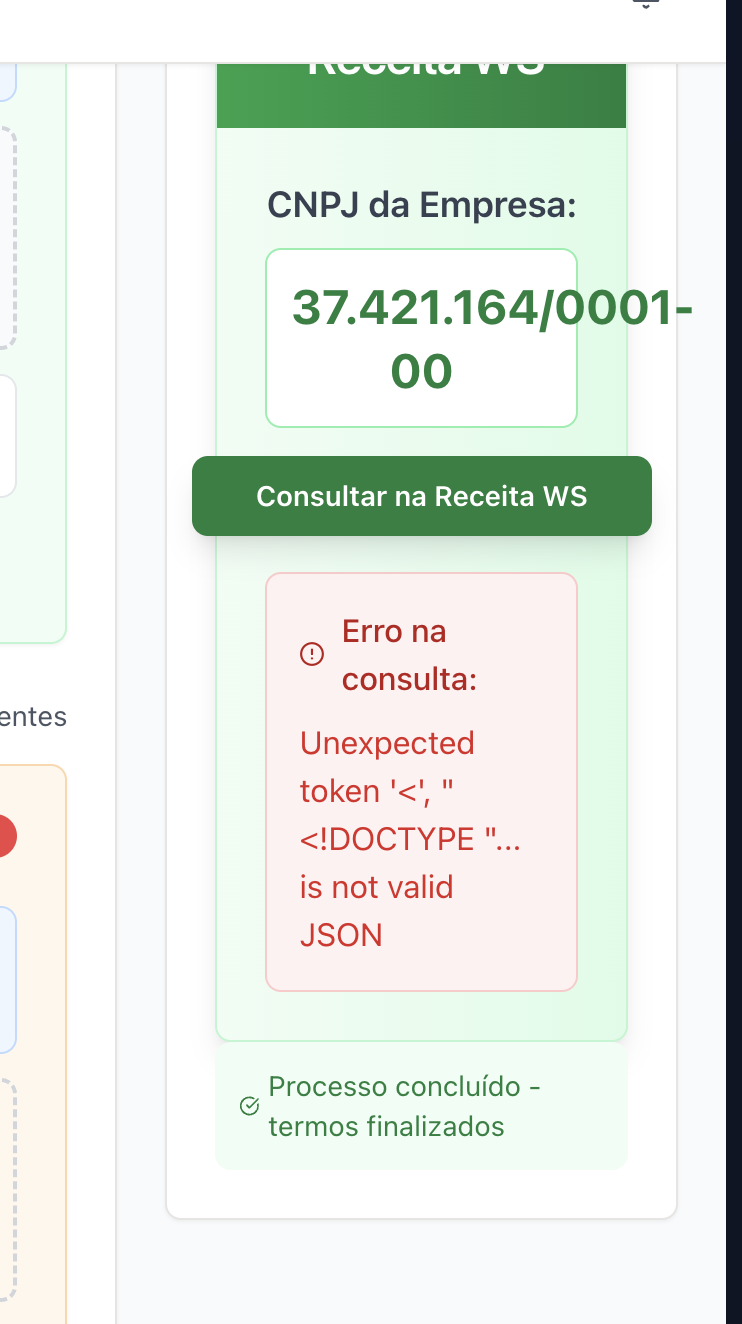 Receita WS
CNPJ da Empresa:
37.421.164/0001-
00
Consultar na Receita WS
Erro na
consulta:
Unexpected
token '<', "
<!DOCTYPE "...
is not valid
JSON
entes
Processo concluído -
termos finalizados